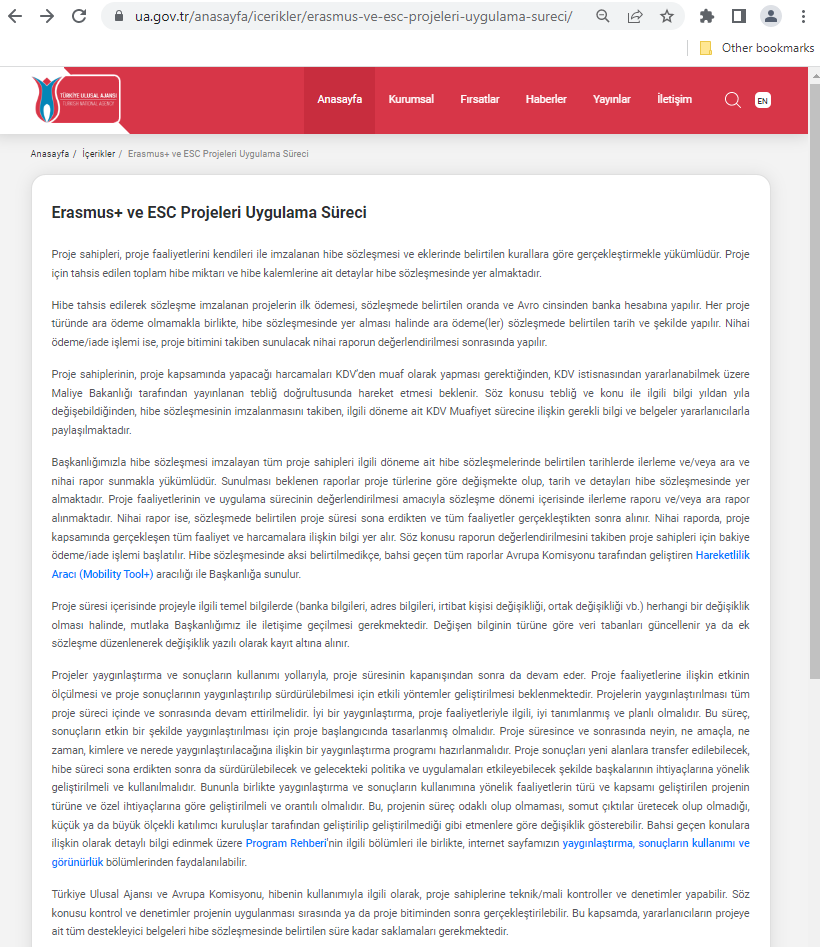 ua.gov.tr/anasayfa/icerikler/erasmus-ve-esc-projeleri-uygulama-sureci/
Other bookmarks
TÜRKİYE ULUSAL AJANSI
TURKISH NATIONAL AGENCY
Anasayfa Kurumsal Fırsatlar Haberler Yayınlar İletişim EN
Anasayfa / İçerikler / Erasmus+ ve ESC Projeleri Uygulama Süreci
Erasmus+ ve ESC Projeleri Uygulama Süreci
Proje sahipleri, proje faaliyetlerini kendileri ile imzalanan hibe sözleşmesi ve eklerinde belirtilen kurallara göre gerçekleştirmekle yükümlüdür. Proje
için tahsis edilen toplam hibe miktarı ve hibe kalemlerine ait detaylar hibe sözleşmesinde yer almaktadır.
Hibe tahsis edilerek sözleşme imzalanan projelerin ilk ödemesi, sözleşmede belirtilen oranda ve Avro cinsinden banka hesabına yapılır. Her proje
türünde ara ödeme olmamakla birlikte, hibe sözleşmesinde yer alması halinde ara ödeme(ler) sözleşmede belirtilen tarih ve şekilde yapılır. Nihai
ödeme/iade işlemi ise, proje bitimini takiben sunulacak nihai raporun değerlendirilmesi sonrasında yapılır.
Proje sahiplerinin, proje kapsamında yapacağı harcamaları KDV'den muaf olarak yapması gerektiğinden, KDV istisnasından yararlanabilmek üzere
Maliye Bakanlığı tarafından yayınlanan tebliğ doğrultusunda hareket etmesi beklenir. Söz konusu tebliğ ve konu ile ilgili bilgi yıldan yıla
değişebildiğinden, hibe sözleşmesinin imzalanmasını takiben, ilgili döneme ait KDV Muafiyet sürecine ilişkin gerekli bilgi ve belgeler yararlanıcılarla
paylaşılmaktadır.
Başkanlığımızla hibe sözleşmesi imzalayan tüm proje sahipleri ilgili döneme ait hibe sözleşmelerinde belirtilen tarihlerde ilerleme ve/veya ara ve
nihai rapor sunmakla yükümlüdür. Sunulması beklenen raporlar proje türlerine göre değişmekte olup, tarih ve detayları hibe sözleşmesinde yer
almaktadır. Proje faaliyetlerinin ve uygulama sürecinin değerlendirilmesi amacıyla sözleşme dönemi içerisinde ilerleme raporu ve/veya ara rapor
alınmaktadır. Nihai rapor ise, sözleşmede belirtilen proje süresi sona erdikten ve tüm faaliyetler gerçekleştikten sonra alınır. Nihai raporda, proje
kapsamında gerçekleşen tüm faaliyet ve harcamalara ilişkin bilgi yer alır. Söz konusu raporun değerlendirilmesini takiben proje sahipleri için bakiye
ödeme/iade işlemi başlatılır. Hibe sözleşmesinde aksi belirtilmedikçe, bahsi geçen tüm raporlar Avrupa Komisyonu tarafından geliştiren Hareketlilik
Aracı (Mobility Tool+) aracılığı ile Başkanlığa sunulur.
Proje süresi içerisinde projeyle ilgili temel bilgilerde (banka bilgileri, adres bilgileri, irtibat kişisi değişikliği, ortak değişikliği vb.) herhangi bir değişiklik
olması halinde, mutlaka Başkanlığımız ile iletişime geçilmesi gerekmektedir. Değişen bilginin türüne göre veri tabanları güncellenir ya da ek
sözleşme düzenlenerek değişiklik yazılı olarak kayıt altına alınır.
Projeler yaygınlaştırma ve sonuçların kullanımı yollarıyla, proje süresinin kapanışından sonra da devam eder. Proje faaliyetlerine ilişkin etkinin
ölçülmesi ve proje sonuçlarının yaygınlaştırılıp sürdürülebilmesi için etkili yöntemler geliştirilmesi beklenmektedir. Projelerin yaygınlaştırılması tüm
proje süreci içinde ve sonrasında devam ettirilmelidir. İyi bir yaygınlaştırma, proje faaliyetleriyle ilgili, iyi tanımlanmış ve planlı olmalıdır. Bu süreç,
sonuçların etkin bir şekilde yaygınlaştırılması için proje başlangıcında tasarlanmış olmalıdır. Proje süresince ve sonrasında neyin, ne amaçla, ne
zaman, kimlere ve nerede yaygınlaştırılacağına ilişkin bir yaygınlaştırma programı hazırlanmalıdır. Proje sonuçları yeni alanlara transfer edilebilecek,
hibe süreci sona erdikten sonra da sürdürülebilecek ve gelecekteki politika ve uygulamaları etkileyebilecek şekilde başkalarının ihtiyaçlarına yönelik
geliştirilmeli ve kullanılmalıdır. Bununla birlikte yaygınlaştırma ve sonuçların kullanımına yönelik faaliyetlerin türü ve kapsamı geliştirilen projenin
türüne ve özel ihtiyaçlarına göre geliştirilmeli ve orantılı olmalıdır. Bu, projenin süreç odaklı olup olmaması, somut çıktılar üretecek olup olmadığı,
küçük ya da büyük ölçekli katılımcı kuruluşlar tarafından geliştirilip geliştirilmediği gibi etmenlere göre değişiklik gösterebilir. Bahsi geçen konulara
ilişkin olarak detaylı bilgi edinmek üzere Program Rehberi'nin ilgili bölümleri ile birlikte, internet sayfamızın yaygınlaştırma, sonuçların kullanımı ve
görünürlük bölümlerinden faydalanılabilir.
Türkiye Ulusal Ajansı ve Avrupa Komisyonu, hibenin kullanımıyla ilgili olarak, proje sahiplerine teknik/mali kontroller ve denetimler yapabilir. Söz
konusu kontrol ve denetimler projenin uygulanması sırasında ya da proje bitiminden sonra gerçekleştirilebilir. Bu kapsamda, yararlanıcıların projeye
ait tüm destekleyici belgeleri hibe sözleşmesinde belirtilen süre kadar saklamaları gerekmektedir.